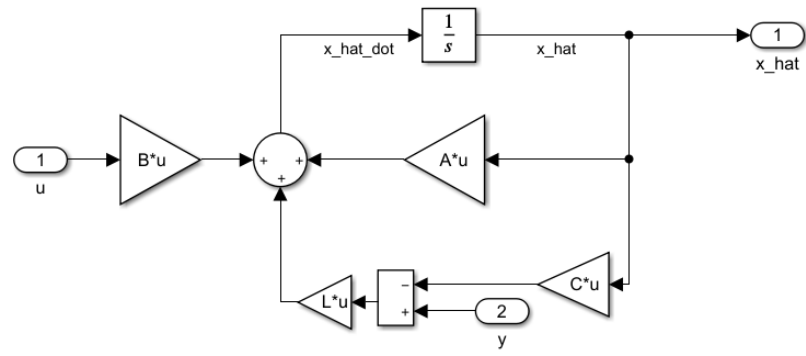 1
s
x_hat_dot
x_hat
1
x_hat
1
u
B*u
+ +
+
A*u
L*u
−
+
C*u
2
y